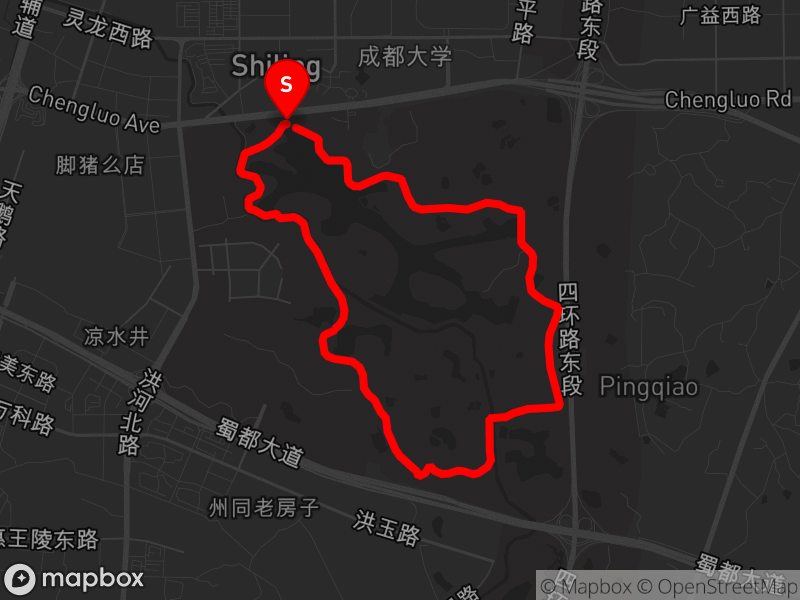 辅道
灵龙西路
平路
路东段
广益西路
成都大学
Shiling
S
Chengluo Ave
Chengluo Rd
脚猪么店
天鹅路
四环路东段
凉水井
美东路
洪河北路
Pingqiao
万科路
蜀都大道
州同老房子
洪玉路
惠王陵东路
蜀都大道
mapbox
© Mapbox © OpenStreetMap